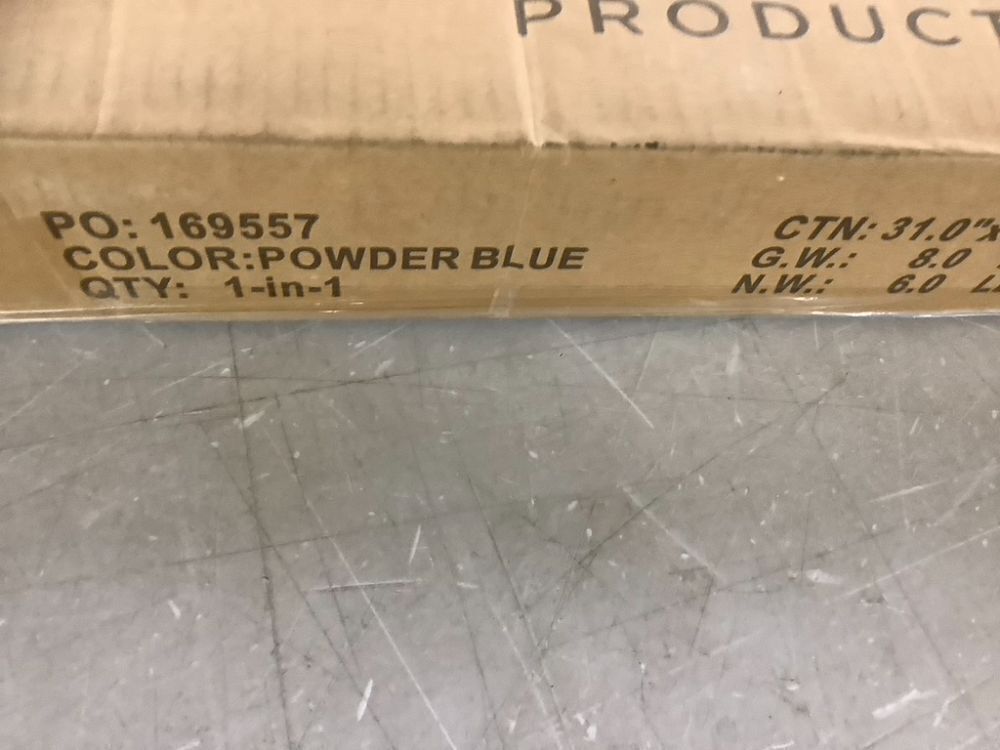 PRODUCT
PO: 169557
COLOR:POWDER BLUE
QTY: 1-in-1
CTN: 31.0"x
G.W.: 8.0
N.W.: 6.0